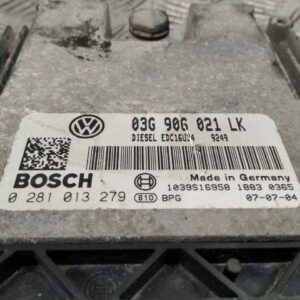 03G 906 021 LK
DIESEL EDC16U34 9249
BOSCH
Made in Germany
1039S16958 1883 0365
0 281 013 279
810 BPG
07-07-04